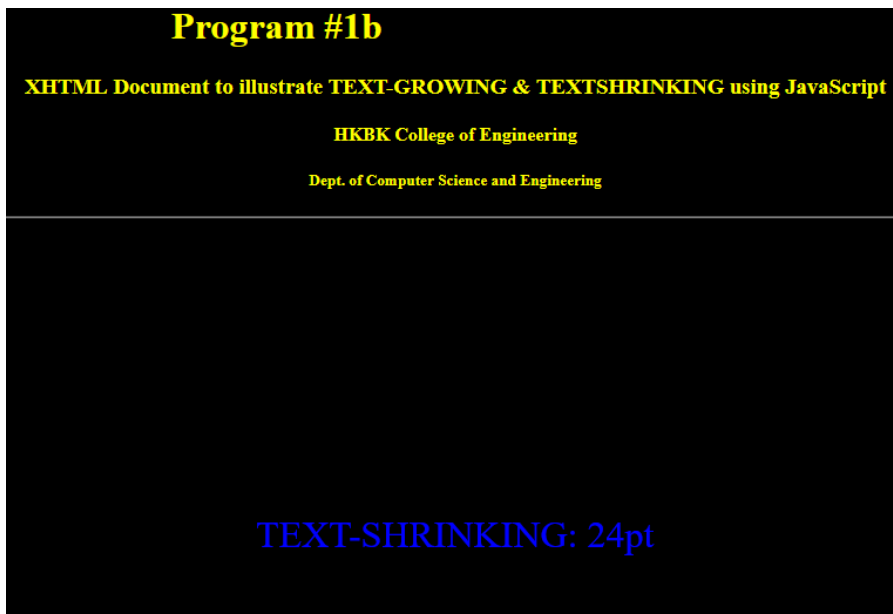 Program #1b
XHTML Document to illustrate TEXT-GROWING & TEXTSHRINKING using JavaScript
HKBK College of Engineering
Dept. of Computer Science and Engineering
TEXT-SHRINKING: 24pt